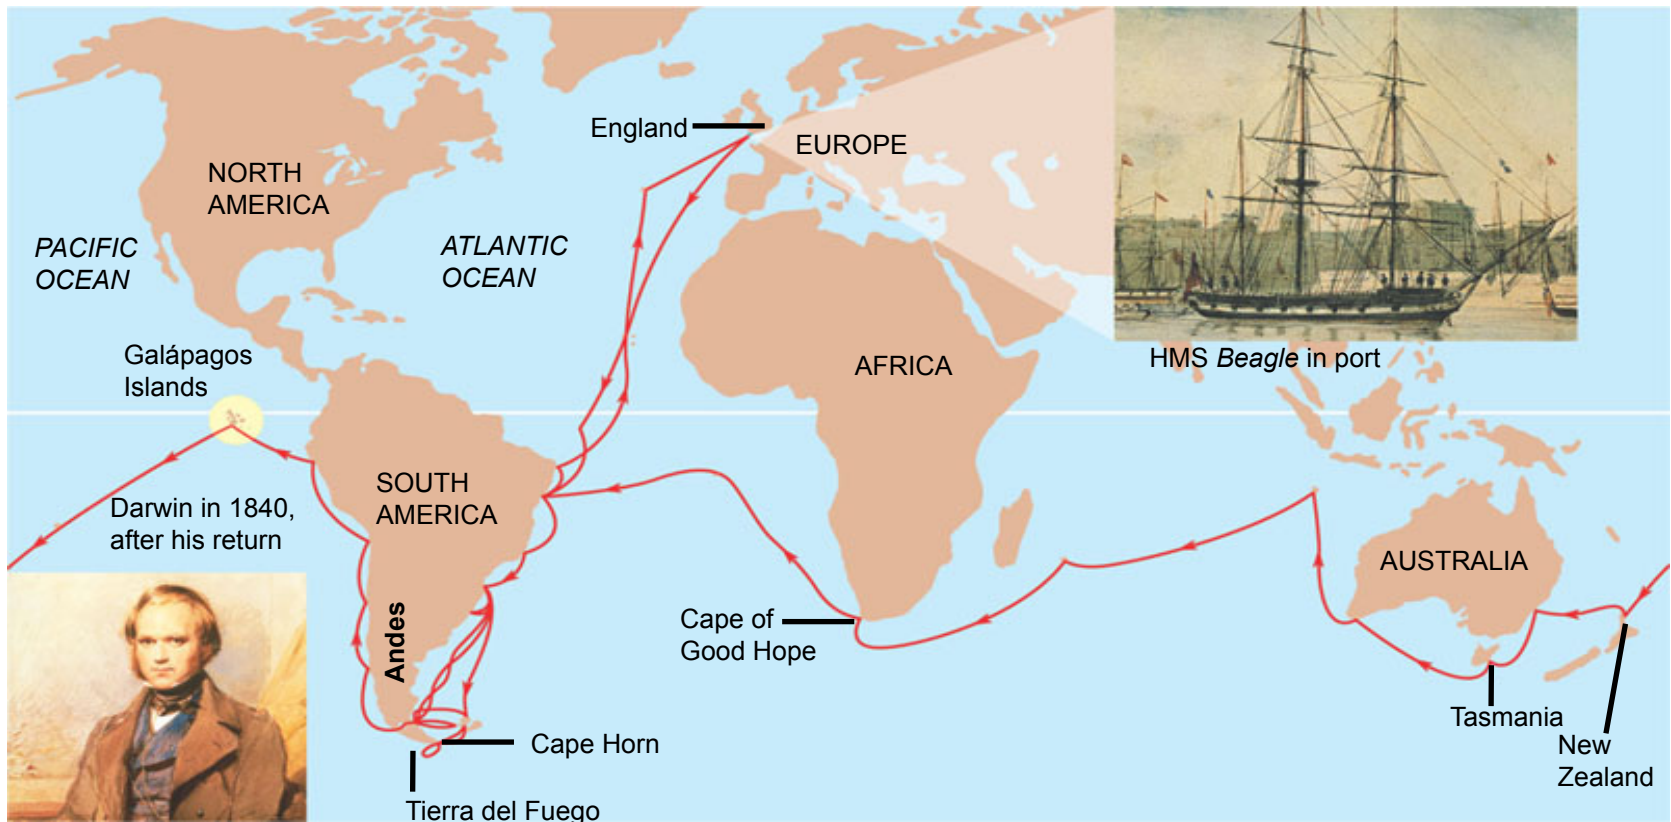 England
EUROPE
NORTH
AMERICA
PACIFIC
OCEAN
ATLANTIC
OCEAN
Galápagos
Islands
AFRICA
HMS Beagle in port
SOUTH
AMERICA
Darwin in 1840,
after his return
AUSTRALIA
Andes
Cape of
Good Hope
Tasmania
New
Zealand
Cape Horn
Tierra del Fuego